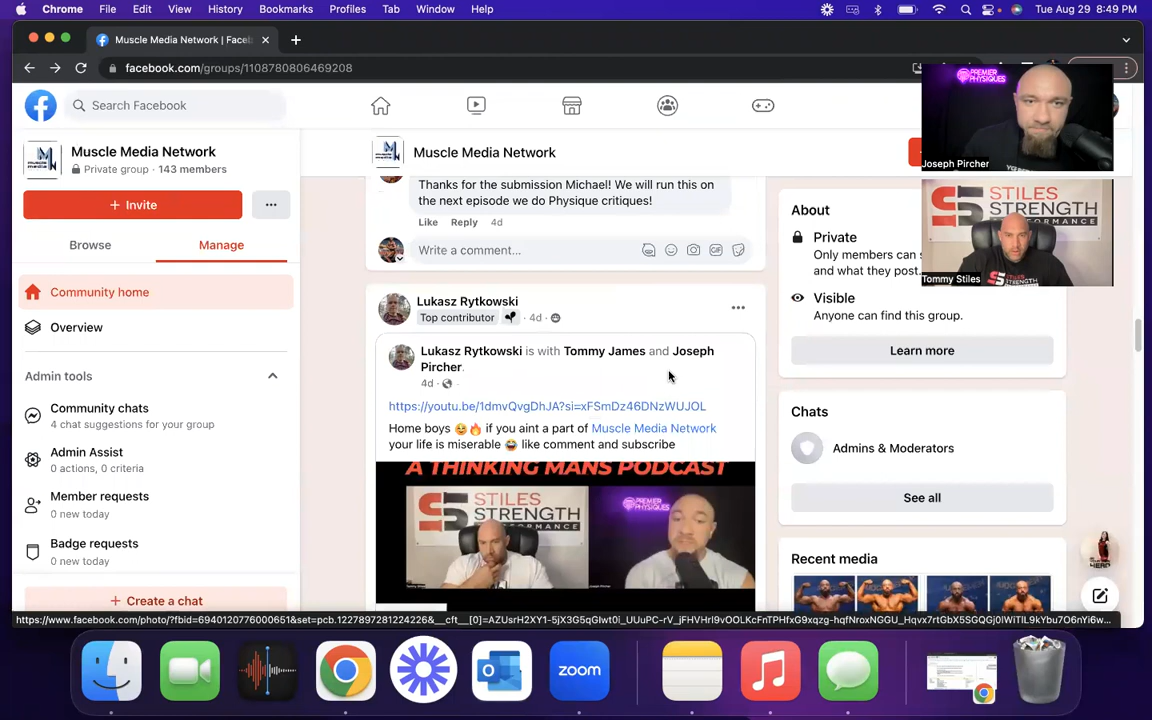 Chrome File Edit View History Bookmarks Profiles Tab Window Help
Tue Aug 29 8:49 PM
Muscle Media Network | Faceb
facebook.com/groups/1108780806469208
Search Facebook
PREMIER PHYSIQUES
Joseph Pircher
STILES STRENGTH
Tommy Stiles
Muscle Media Network
Private group · 143 members
+ Invite
Browse
Manage
Community home
Overview
Admin tools
Community chats
4 chat suggestions for your group
Admin Assist
0 actions, 0 criteria
Member requests
0 new today
Badge requests
0 new today
+ Create a chat
Muscle Media Network
Thanks for the submission Michael! We will run this on
the next episode we do Physique critiques!
Like Reply 4d
Write a comment...
Lukasz Rytkowski
Top contributor · 4d ·
Lukasz Rytkowski is with Tommy James and Joseph
Pircher.
4d ·
https://youtu.be/1dmvQvgDhJA?si=xFSmDz46DNzWUJOL
Home boys 😉🔥 if you aint a part of Muscle Media Network
your life is miserable 😂 like comment and subscribe
A THINKING MANS PODCAST
STILES STRENGTH
PREMIER PHYSIQUES
About
Private
Only members can
and what they post.
Visible
Anyone can find this group.
Learn more
Chats
Admins & Moderators
See all
Recent media
zoom